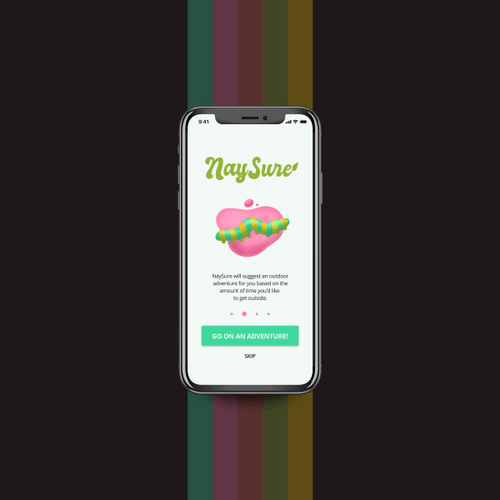 9:41
NaySure
NaySure will suggest an outdoor
adventure for you based on the
amount of time you'd like
to get outside.
GO ON AN ADVENTURE!
SKIP